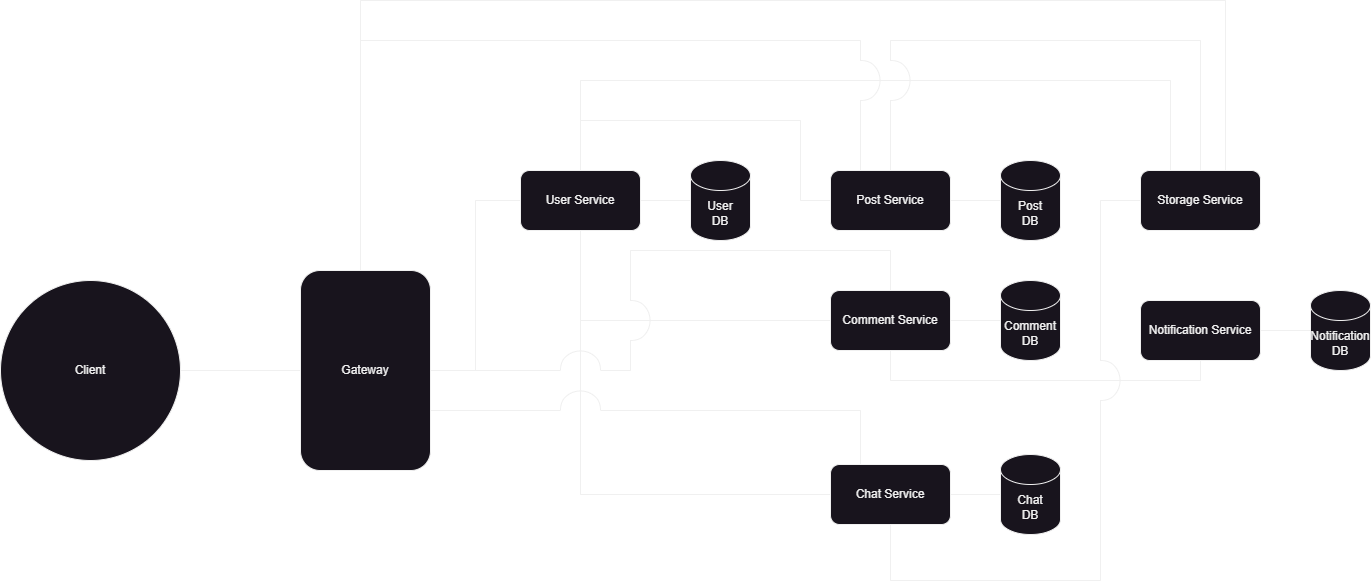 User Service
User
DB
Post Service
Post
DB
Storage Service
Client
Gateway
Comment Service
Comment
DB
Notification Service
Notification
DB
Chat Service
Chat
DB